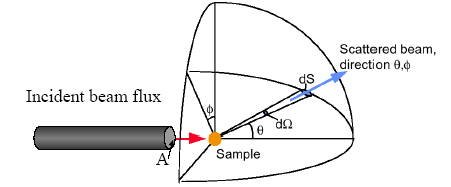 Scattered beam,
direction θ,ϕ
dS
Incident beam flux
ϕ
dΩ
θ
A
Sample